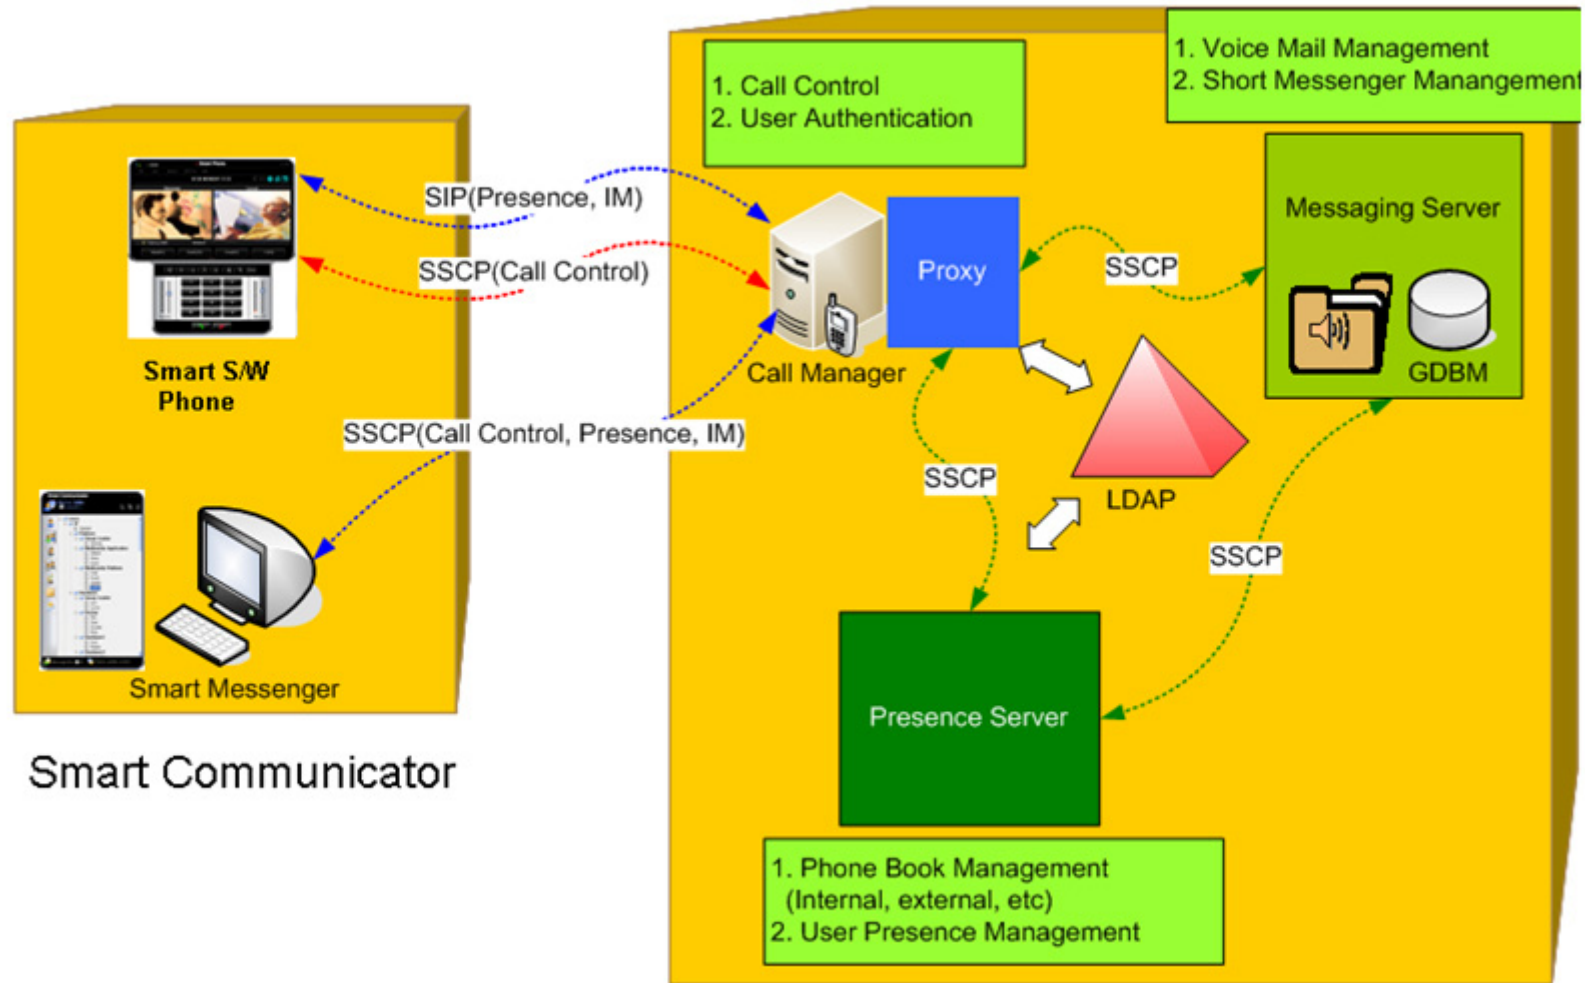 1. Call Control
2. User Authentication
1. Voice Mail Management
2. Short Messenger Manangement
SIP(Presence, IM)
SSCP(Call Control)
Smart S/W
Phone
SSCP(Call Control, Presence, IM)
Smart Messenger
Smart Communicator
Call Manager
Proxy
SSCP
Messaging Server
GDBM
LDAP
SSCP
SSCP
Presence Server
1. Phone Book Management
(Internal, external, etc)
2. User Presence Management